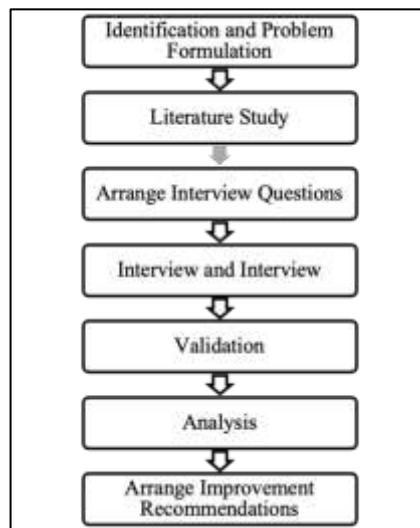 Identification and Problem
Formulation
Literature Study
Arrange Interview Questions
Interview and Interview
Validation
Analysis
Arrange Improvement
Recommendations